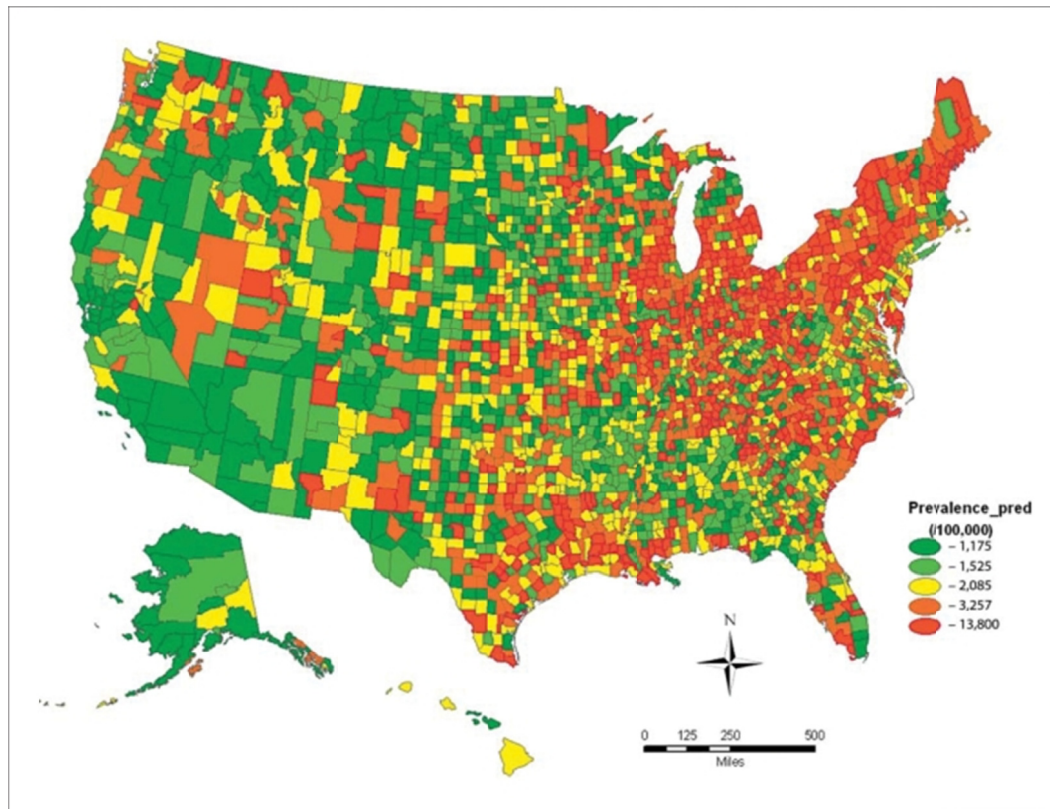 Prevalence_pred
(/100,000)
– 1,175
– 1,525
– 2,085
– 3,257
– 13,800
N
0 125 250 500
Miles